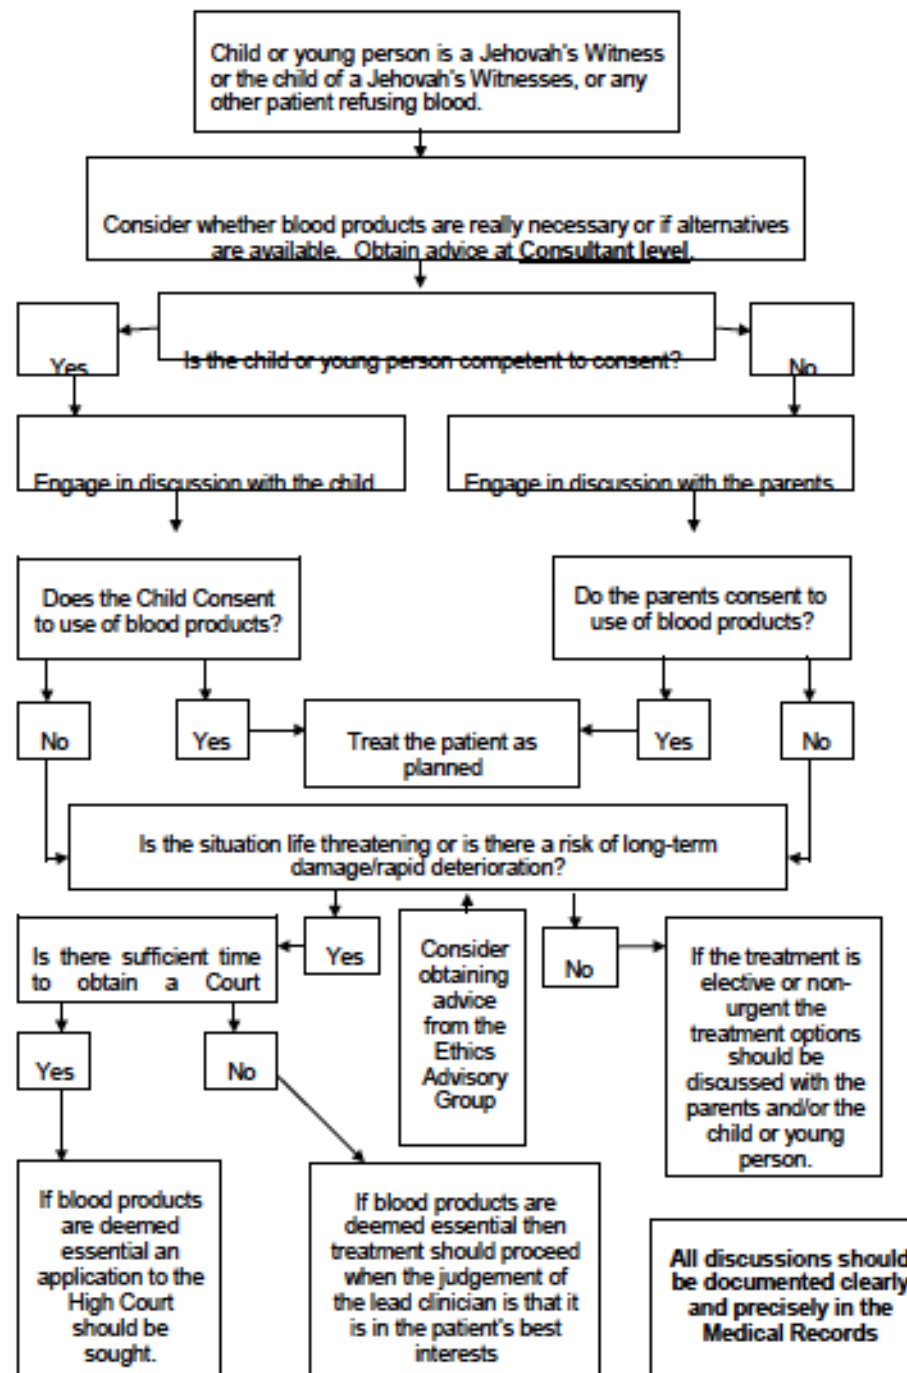 Child or young person is a Jehovah's Witness
or the child of a Jehovah's Witnesses, or any
other patient refusing blood.
Consider whether blood products are really necessary or if alternatives
are available. Obtain advice at Consultant level.
Is the child or young person competent to consent?
Yes
No
Engage in discussion with the child
Engage in discussion with the parents
Does the Child Consent
to use of blood products?
Do the parents consent to
use of blood products?
No
Yes
Treat the patient as
planned
Yes
No
Is the situation life threatening or is there a risk of long-term
damage/rapid deterioration?
Is there sufficient time
to obtain a Court
Yes
Consider
obtaining
advice
from the
Ethics
Advisory
Group
No
If the treatment is
elective or non-
urgent the
treatment options
should be
discussed with the
parents and/or the
child or young
person.
Yes
No
If blood products
are deemed
essential an
application to the
High Court
should be
sought.
If blood products are
deemed essential then
treatment should proceed
when the judgement of
the lead clinician is that it
is in the patient's best
interests
All discussions should
be documented clearly
and precisely in the
Medical Records